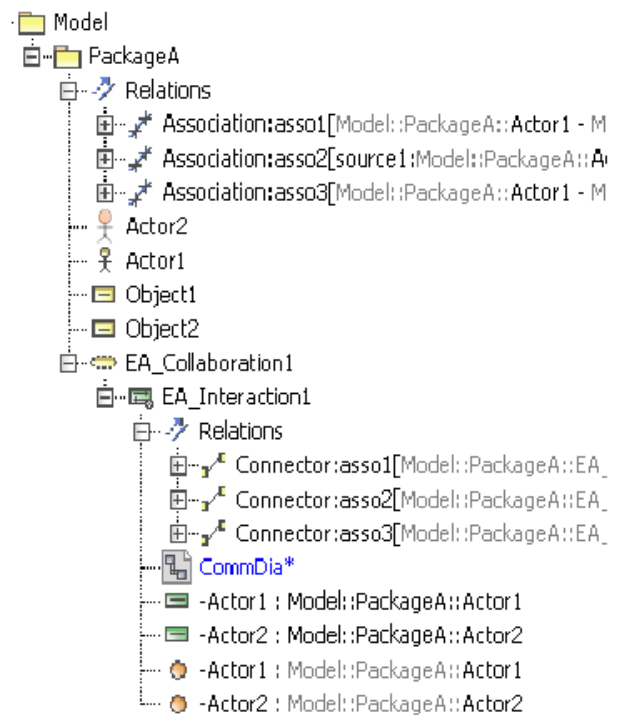 Model
PackageA
Relations
Association:asso1[Model::PackageA::Actor1 - M
Association:asso2[source1:Model::PackageA::A
Association:asso3[Model::PackageA::Actor1 - M
Actor2
Actor1
Object1
Object2
EA_Collaboration1
EA_Interaction1
Relations
Connector:asso1[Model::PackageA::EA_
Connector:asso2[Model::PackageA::EA_
Connector:asso3[Model::PackageA::EA_
CommDia*
-Actor1 : Model::PackageA::Actor1
-Actor2 : Model::PackageA::Actor2
-Actor1 : Model::PackageA::Actor1
-Actor2 : Model::PackageA::Actor2